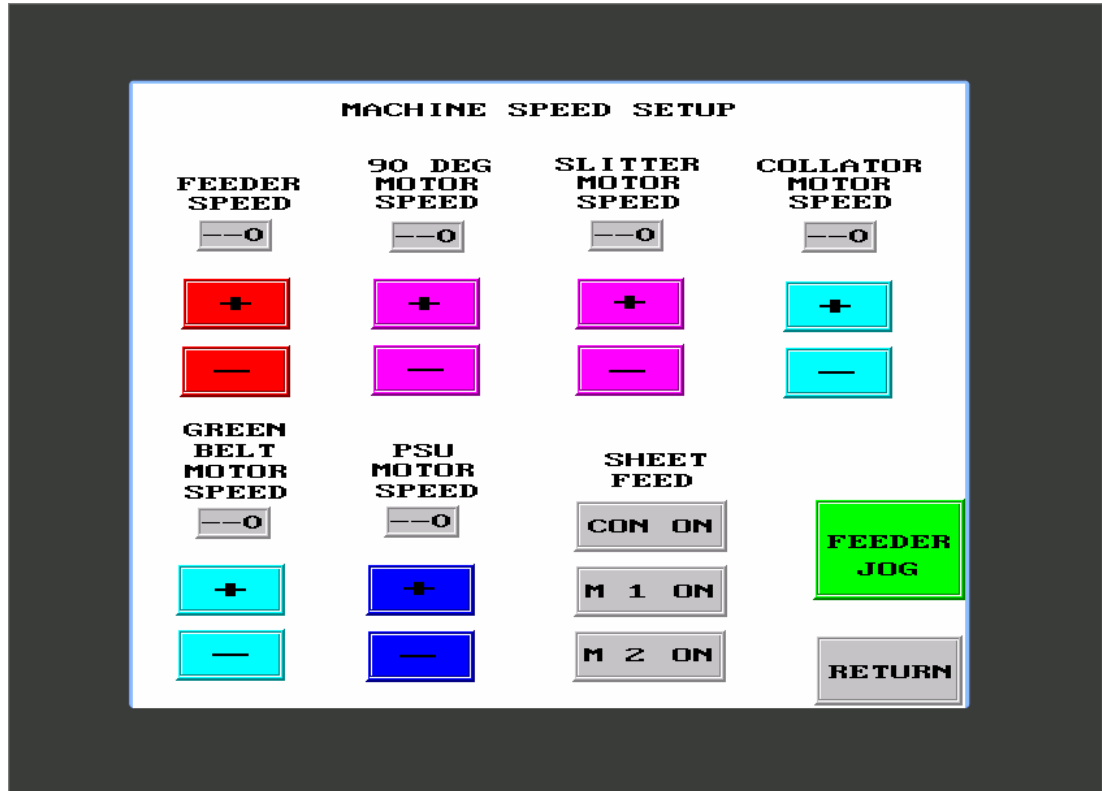 MACHINE SPEED SETUP
FEEDER
SPEED
90 DEG
MOTOR
SPEED
SLITTER
MOTOR
SPEED
COLLATOR
MOTOR
SPEED
--0
--0
--0
--0
+
+
+
+
-
-
-
-
GREEN
BELT
MOTOR
SPEED
PSU
MOTOR
SPEED
SHEET
FEED
--0
--0
CON ON
FEEDER
JOG
+
+
M 1 ON
-
-
M 2 ON
RETURN